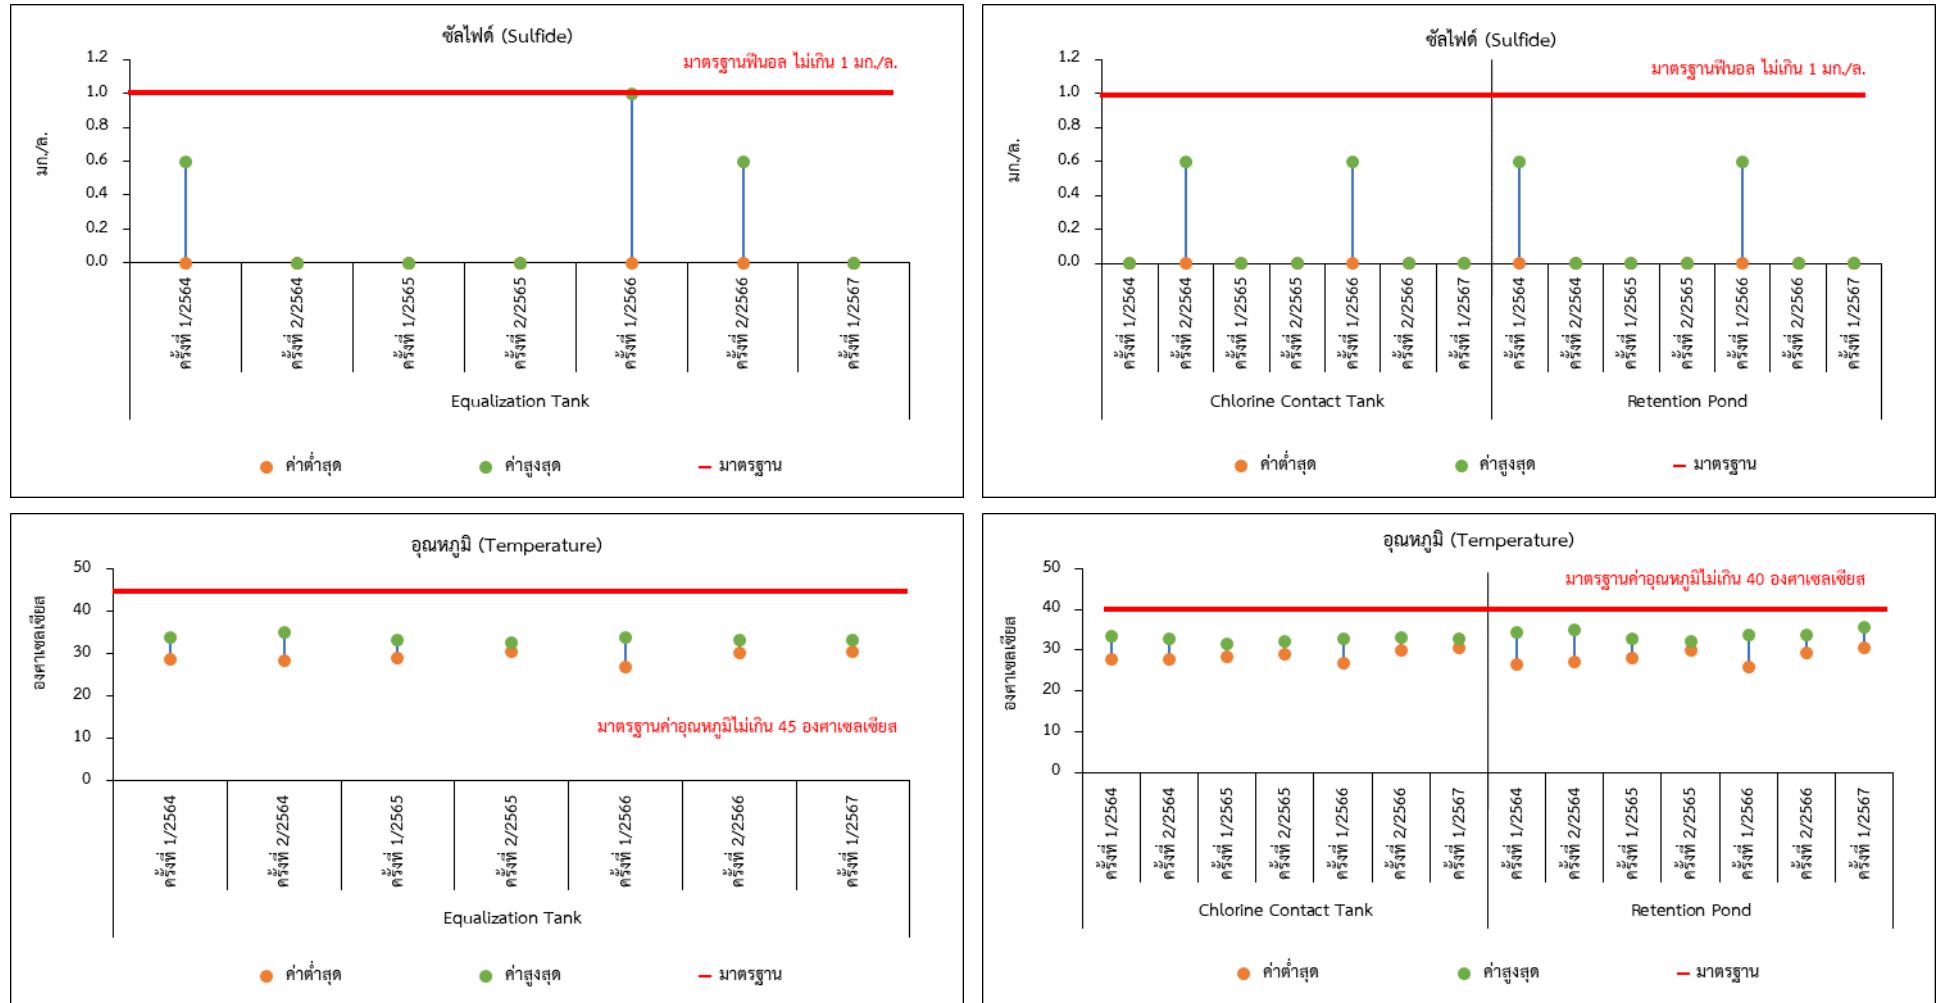 ซัลไฟด์ (Sulfide)
มาตรฐานฟีนอล ไม่เกิน 1 มก./ล.
มก./ล.
1.2
1.0
0.8
0.6
0.4
0.2
0.0
ครั้งที่ 1/2564
ครั้งที่ 2/2564
ครั้งที่ 1/2565
ครั้งที่ 2/2565
ครั้งที่ 1/2566
ครั้งที่ 2/2566
ครั้งที่ 1/2567
Equalization Tank
ค่าต่ำสุด ค่าสูงสุด มาตรฐาน
ซัลไฟด์ (Sulfide)
มาตรฐานฟีนอล ไม่เกิน 1 มก./ล.
มก./ล.
1.2
1.0
0.8
0.6
0.4
0.2
0.0
ครั้งที่ 1/2564
ครั้งที่ 2/2564
ครั้งที่ 1/2565
ครั้งที่ 2/2565
ครั้งที่ 1/2566
ครั้งที่ 2/2566
ครั้งที่ 1/2567
ครั้งที่ 1/2564
ครั้งที่ 2/2564
ครั้งที่ 1/2565
ครั้งที่ 2/2565
ครั้งที่ 1/2566
ครั้งที่ 2/2566
ครั้งที่ 1/2567
Chlorine Contact Tank Retention Pond
ค่าต่ำสุด ค่าสูงสุด มาตรฐาน
อุณหภูมิ (Temperature)
องศาเซลเซียส
50
40
30
20
10
0
มาตรฐานค่าอุณหภูมิไม่เกิน 45 องศาเซลเซียส
ครั้งที่ 1/2564
ครั้งที่ 2/2564
ครั้งที่ 1/2565
ครั้งที่ 2/2565
ครั้งที่ 1/2566
ครั้งที่ 2/2566
ครั้งที่ 1/2567
Equalization Tank
ค่าต่ำสุด ค่าสูงสุด มาตรฐาน
อุณหภูมิ (Temperature)
มาตรฐานค่าอุณหภูมิไม่เกิน 40 องศาเซลเซียส
องศาเซลเซียส
50
40
30
20
10
0
ครั้งที่ 1/2564
ครั้งที่ 2/2564
ครั้งที่ 1/2565
ครั้งที่ 2/2565
ครั้งที่ 1/2566
ครั้งที่ 2/2566
ครั้งที่ 1/2567
ครั้งที่ 1/2564
ครั้งที่ 2/2564
ครั้งที่ 1/2565
ครั้งที่ 2/2565
ครั้งที่ 1/2566
ครั้งที่ 2/2566
ครั้งที่ 1/2567
Chlorine Contact Tank Retention Pond
ค่าต่ำสุด ค่าสูงสุด มาตรฐาน